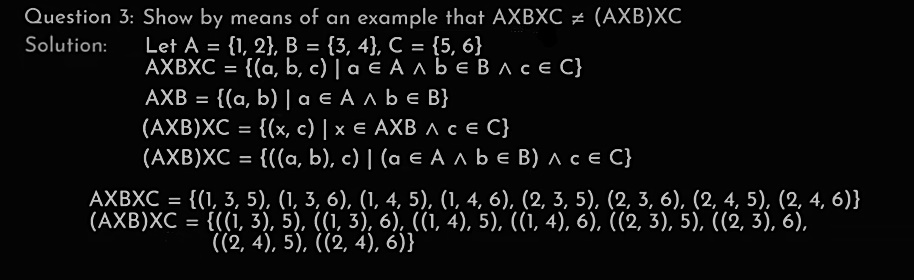 Question 3: Show by means of an example that AXBXC ≠ (AXB)XC
Solution: Let A = {1, 2}, B = {3, 4}, C = {5, 6}
AXBXC = {(a, b, c) | a ∈ A ∧ b ∈ B ∧ c ∈ C}
AXB = {(a, b) | a ∈ A ∧ b ∈ B}
(AXB)XC = {(x, c) | x ∈ AXB ∧ c ∈ C}
(AXB)XC = {((a, b), c) | (a ∈ A ∧ b ∈ B) ∧ c ∈ C}
AXBXC = {(1, 3, 5), (1, 3, 6), (1, 4, 5), (1, 4, 6), (2, 3, 5), (2, 3, 6), (2, 4, 5), (2, 4, 6)}
(AXB)XC = {((1, 3), 5), ((1, 3), 6), ((1, 4), 5), ((1, 4), 6), ((2, 3), 5), ((2, 3), 6),
((2, 4), 5), ((2, 4), 6)}